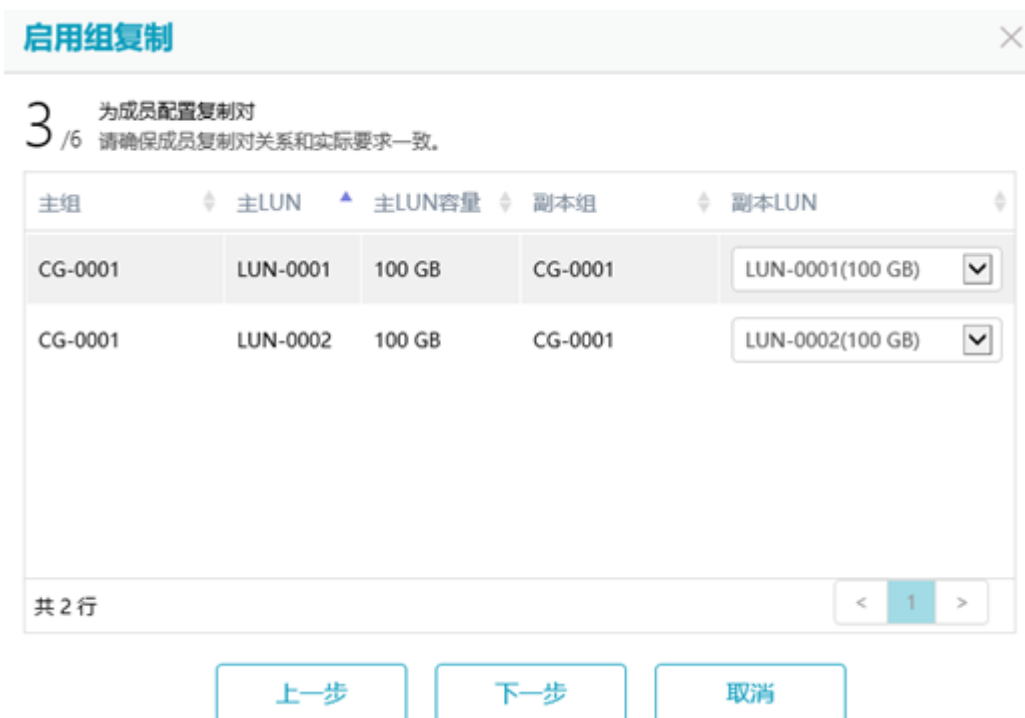 启用组复制
3/6 为成员配置复制对
请确保成员复制对关系和实际要求一致。
主组 主LUN 主LUN容量 副本组 副本LUN
CG-0001 LUN-0001 100 GB CG-0001 LUN-0001(100 GB)
CG-0001 LUN-0002 100 GB CG-0001 LUN-0002(100 GB)
共 2 行 < 1 >
上一步 下一步 取消